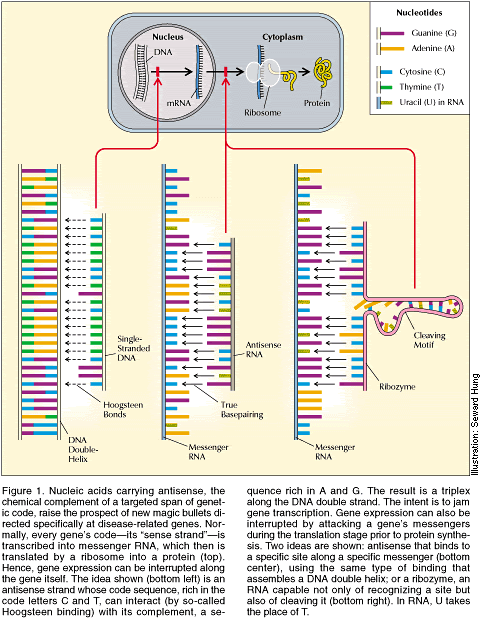 Nucleus
Cytoplasm
DNA
mRNA
Ribosome
Protein
Nucleotides
Guanine (G)
Adenine (A)
Cytosine (C)
Thymine (T)
Uracil (U) in RNA
Single-
Stranded
DNA
Hoogsteen
Bonds
DNA
Double-
Helix
Antisense
RNA
True
Basepairing
Messenger
RNA
Cleaving
Motif
Ribozyme
Messenger
RNA
Illustration: Seward Hung
Figure 1. Nucleic acids carrying antisense, the
chemical complement of a targeted span of genet-
ic code, raise the prospect of new magic bullets di-
rected specifically at disease-related genes. Nor-
mally, every gene's code—its "sense strand"—is
transcribed into messenger RNA, which then is
translated by a ribosome into a protein (top).
Hence, gene expression can be interrupted along
the gene itself. The idea shown (bottom left) is an
antisense strand whose code sequence, rich in the
code letters C and T, can interact (by so-called
Hoogsteen binding) with its complement, a se-
quence rich in A and G. The result is a triplex
along the DNA double strand. The intent is to jam
gene transcription. Gene expression can also be
interrupted by attacking a gene's messengers
during the translation stage prior to protein synthe-
sis. Two ideas are shown: antisense that binds to
a specific site along a specific messenger (bottom
center), using the same type of binding that
assembles a DNA double helix; or a ribozyme, an
RNA capable not only of recognizing a site but
also of cleaving it (bottom right). In RNA, U takes
the place of T.